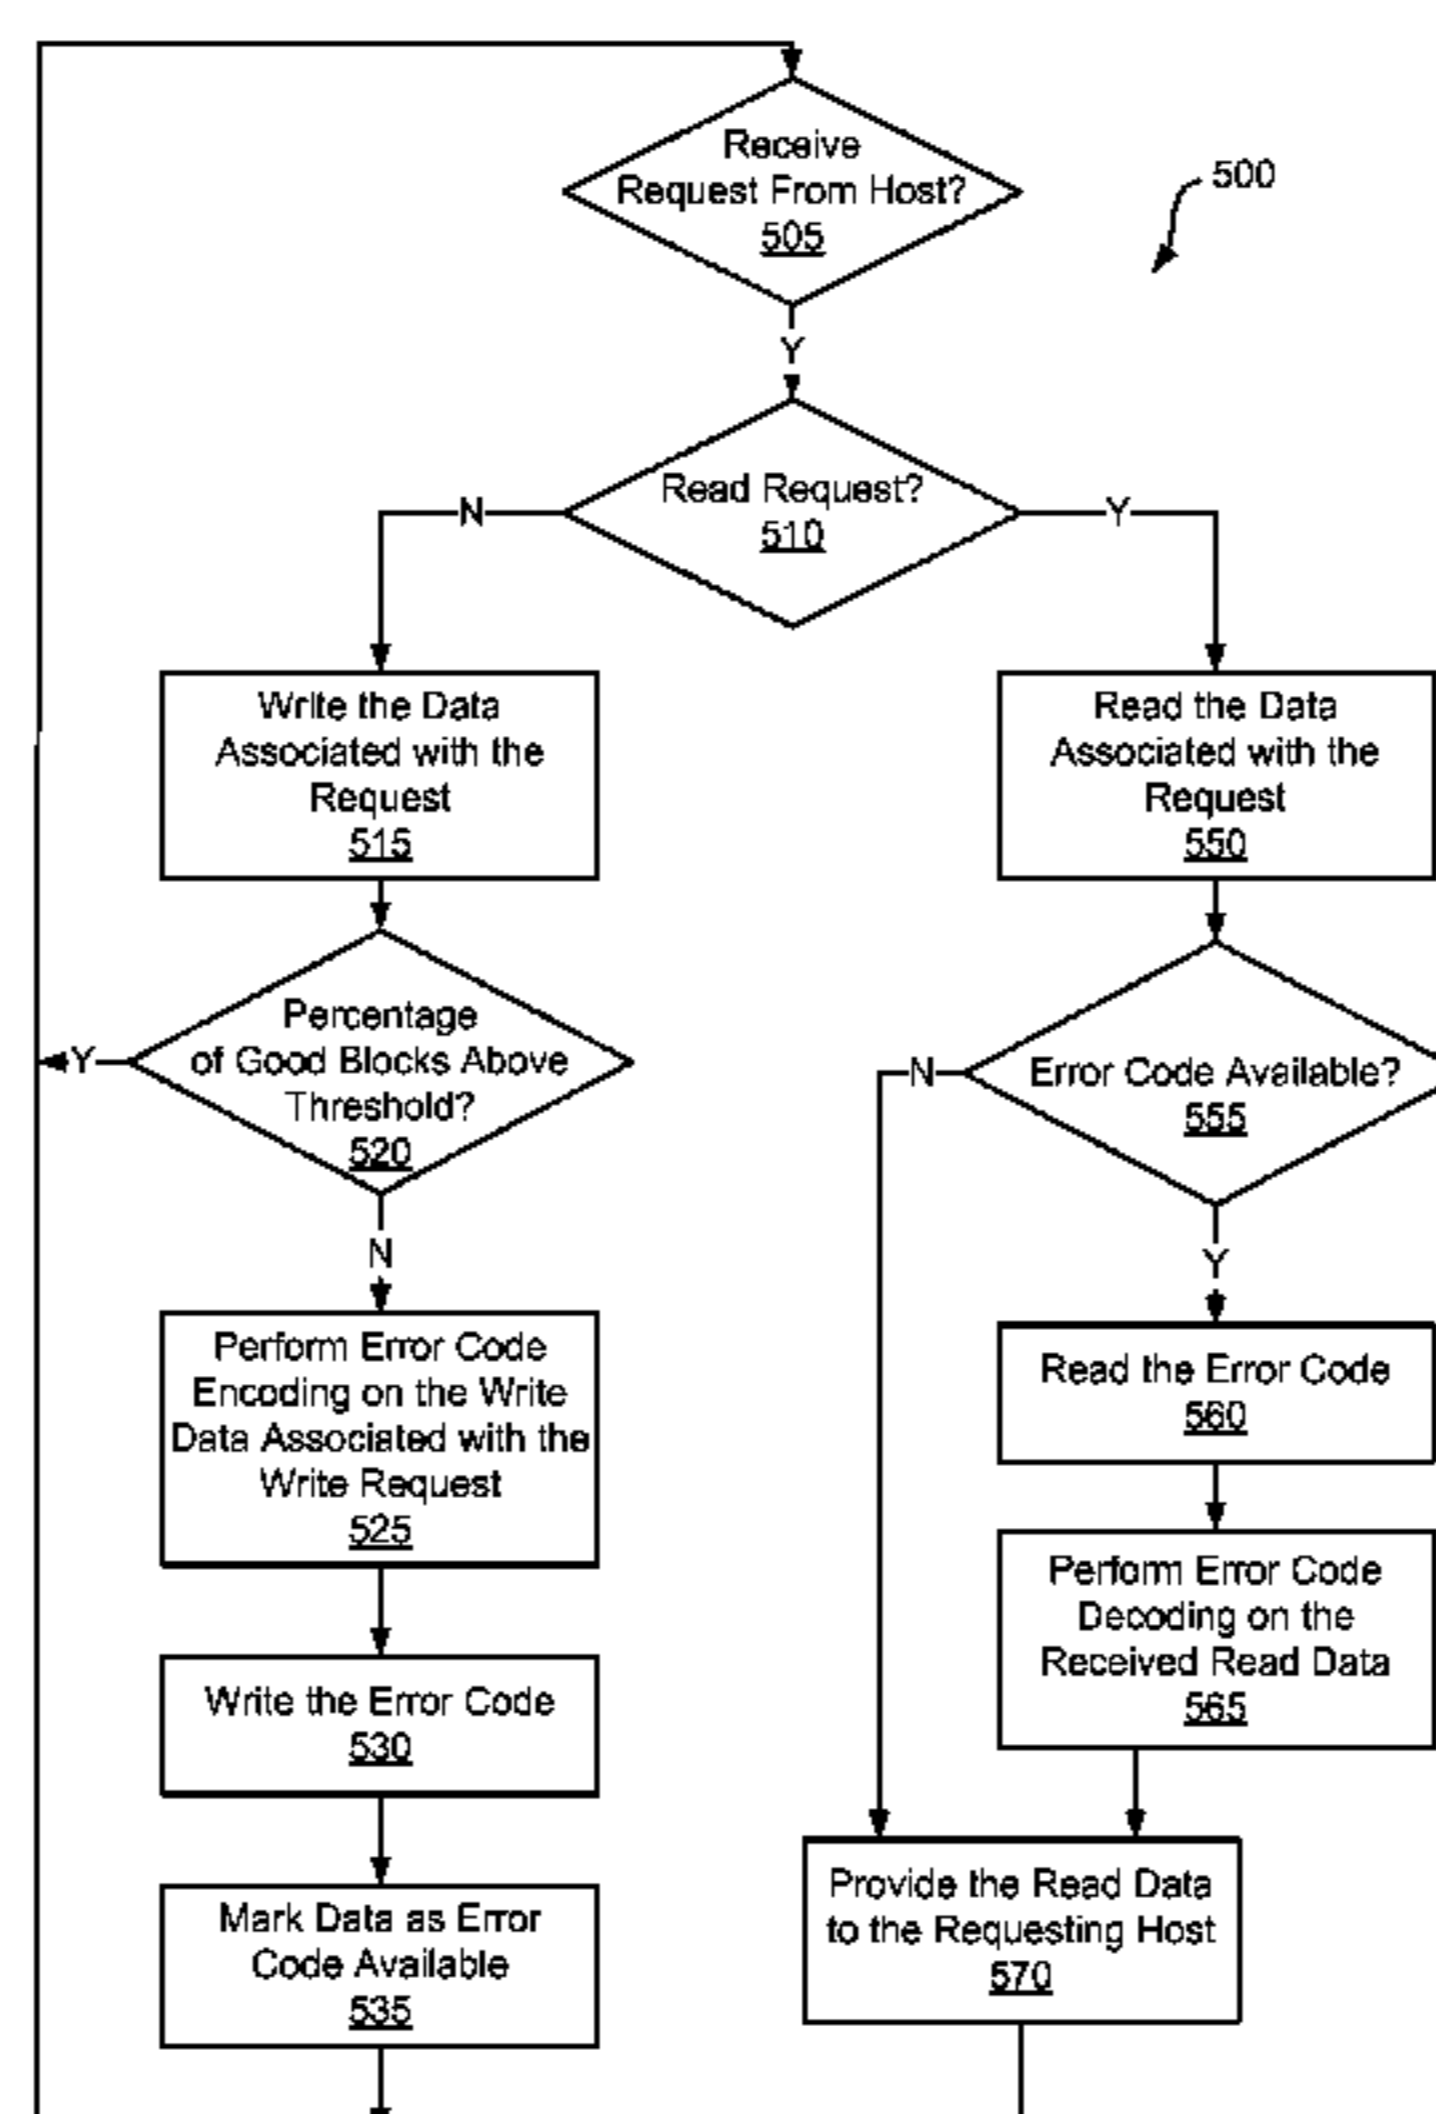 Receive
Request From Host?
505
500
Y
Read Request?
510
N
Y
Write the Data
Associated with the
Request
515
Read the Data
Associated with the
Request
550
Percentage
of Good Blocks Above
Threshold?
520
Y
N
Error Code Available?
555
N
Y
Perform Error Code
Encoding on the Write
Data Associated with the
Write Request
525
Read the Error Code
560
Perform Error Code
Decoding on the
Received Read Data
565
Write the Error Code
530
Mark Data as Error
Code Available
535
Provide the Read Data
to the Requesting Host
570